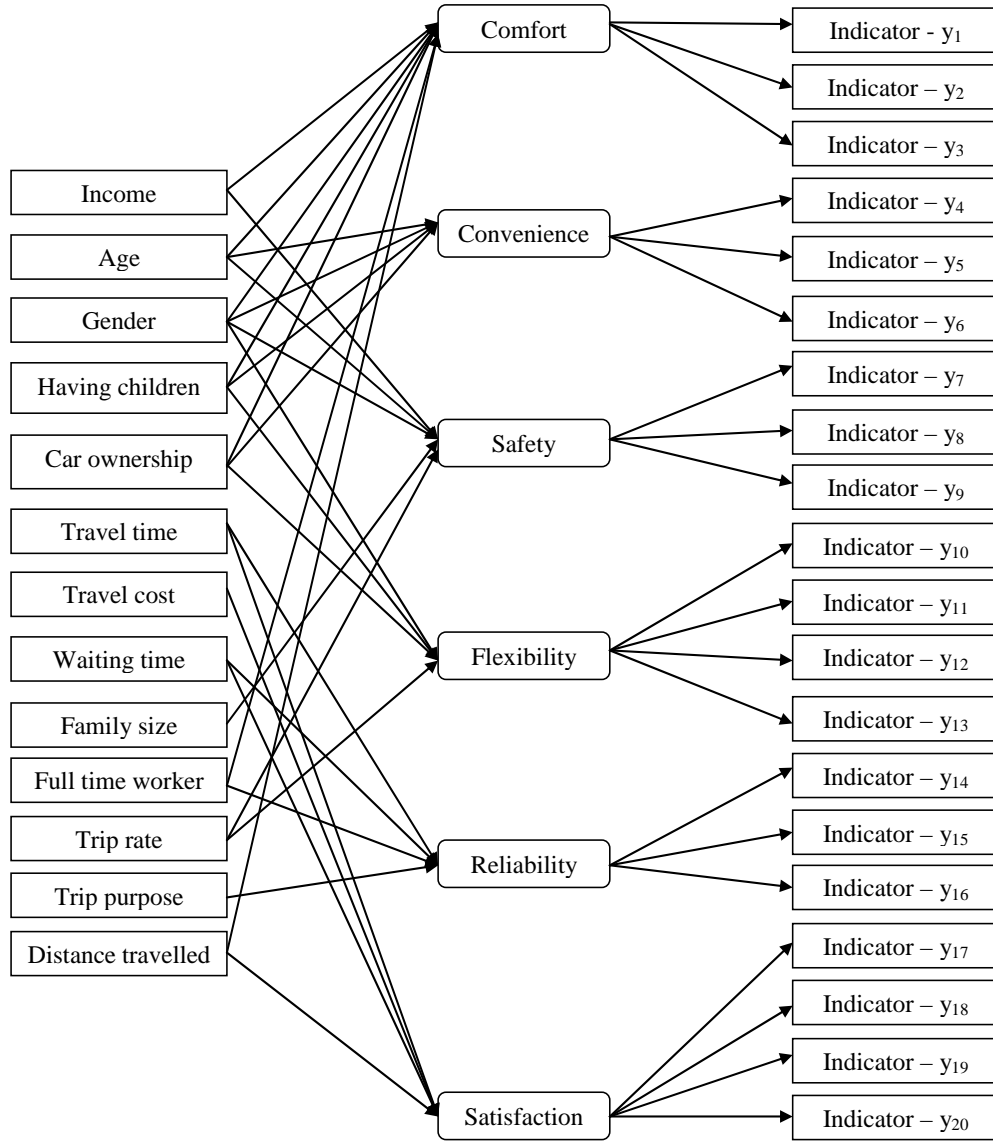 Income
Age
Gender
Having children
Car ownership
Travel time
Travel cost
Waiting time
Family size
Full time worker
Trip rate
Trip purpose
Distance travelled
Comfort
Convenience
Safety
Flexibility
Reliability
Satisfaction
Indicator - y₁
Indicator – y₂
Indicator – y₃
Indicator – y₄
Indicator – y₅
Indicator – y₆
Indicator – y₇
Indicator – y₈
Indicator – y₉
Indicator – y₁₀
Indicator – y₁₁
Indicator – y₁₂
Indicator – y₁₃
Indicator – y₁₄
Indicator – y₁₅
Indicator – y₁₆
Indicator – y₁₇
Indicator – y₁₈
Indicator – y₁₉
Indicator – y₂₀